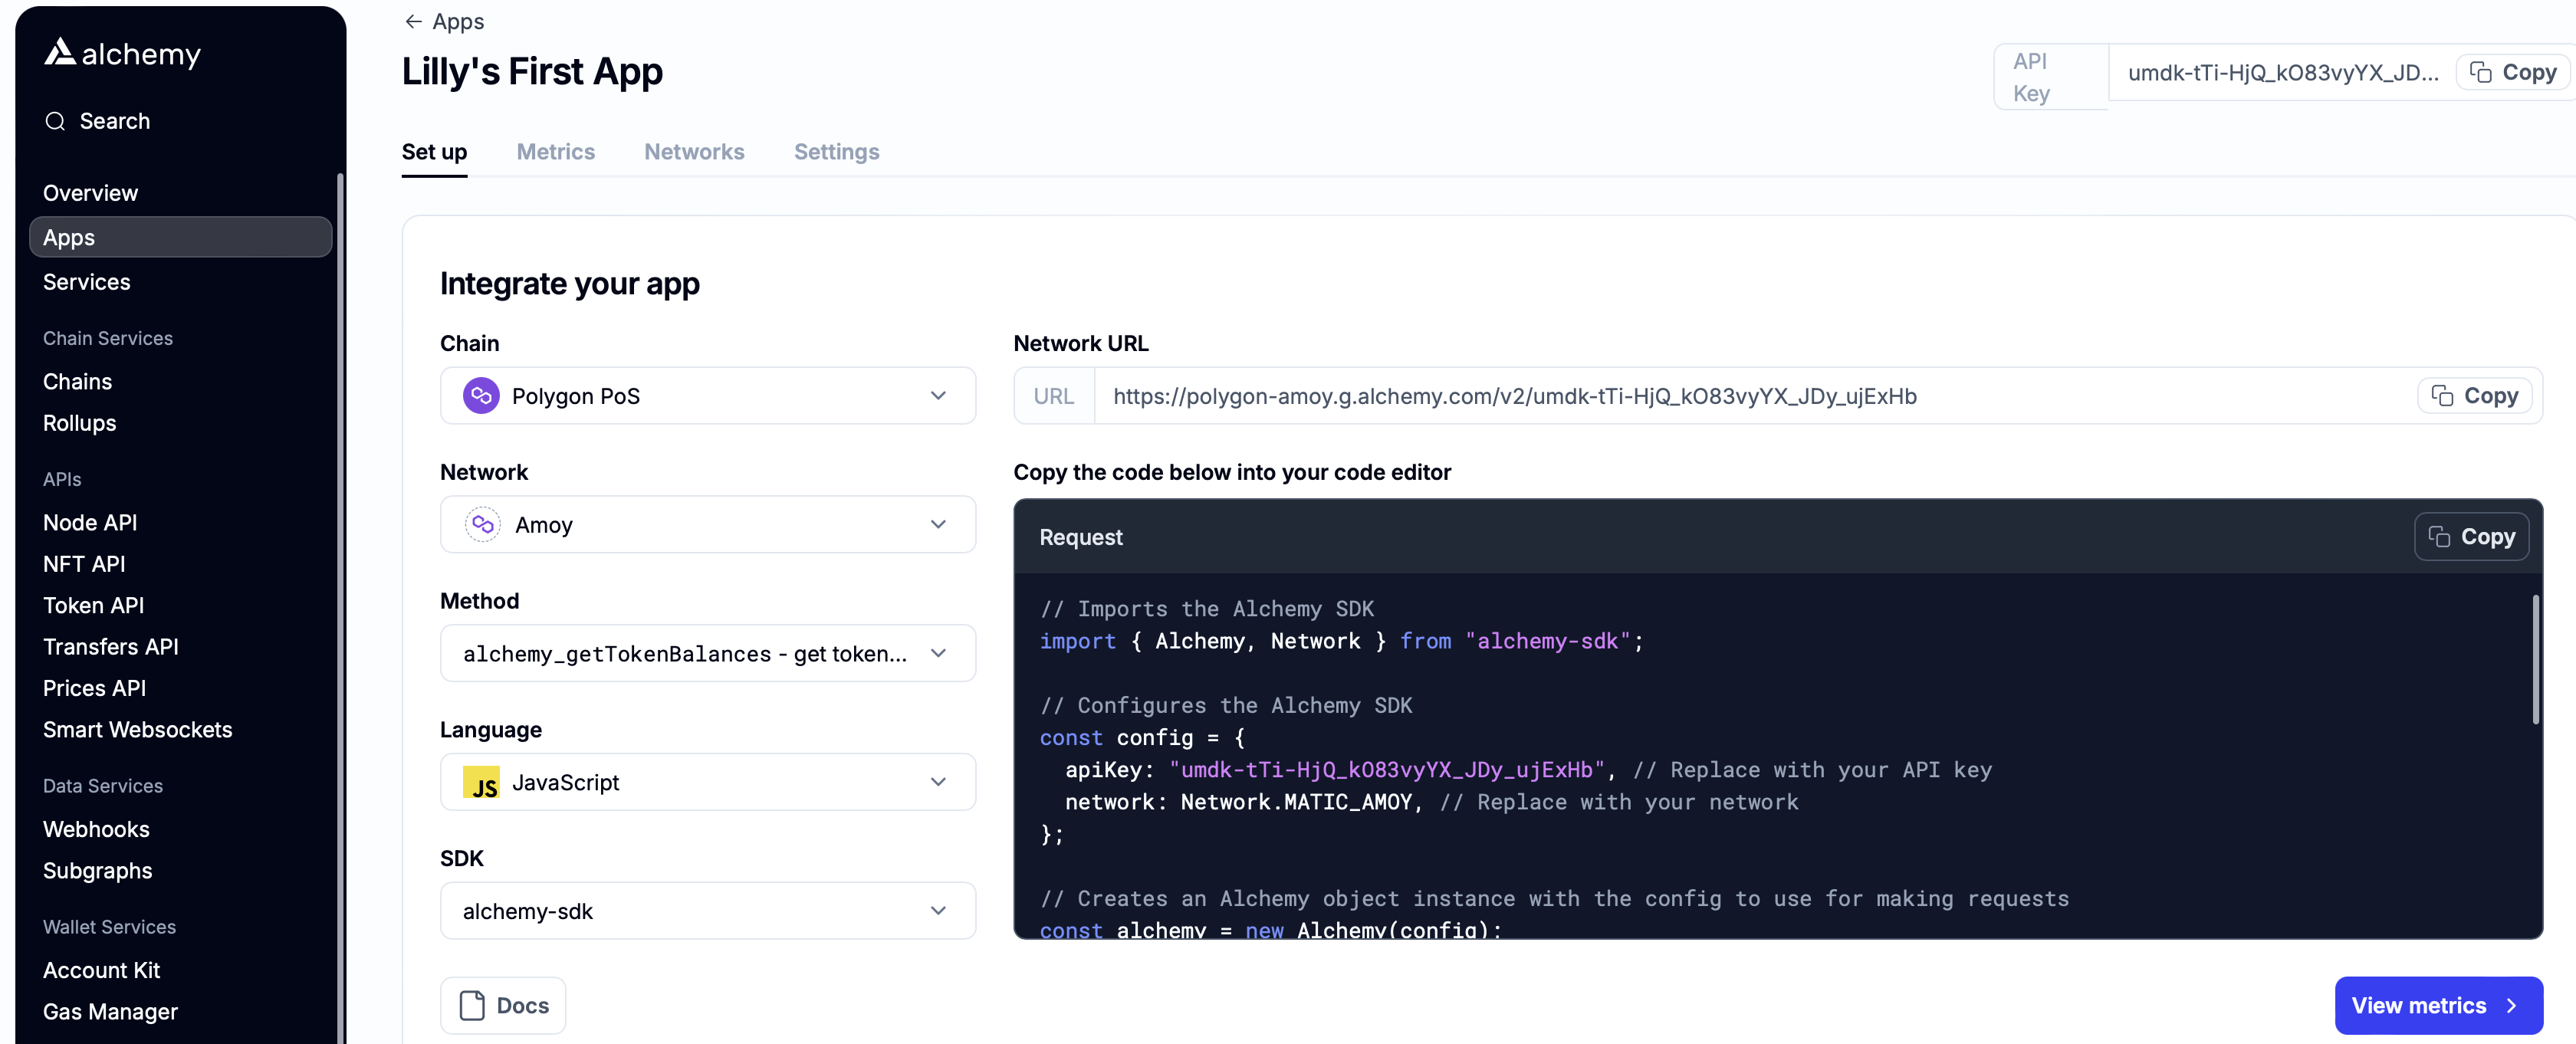 alchemy
Search
Overview
Apps
Services
Chain Services
Chains
Rollups
APIs
Node API
NFT API
Token API
Transfers API
Prices API
Smart Websockets
Data Services
Webhooks
Subgraphs
Wallet Services
Account Kit
Gas Manager
← Apps
Lilly's First App
API
Key
umdk-tTi-HjQ_kO83vyYX_JD...
Copy
Set up Metrics Networks Settings
Integrate your app
Chain
Polygon PoS
Network
Amoy
Method
alchemy_getTokenBalances - get token...
Language
JS JavaScript
SDK
alchemy-sdk
Docs
Network URL
URL https://polygon-amoy.g.alchemy.com/v2/umdk-tTi-HjQ_kO83vyYX_JDy_ujExHb Copy
Copy the code below into your code editor
Request Copy
// Imports the Alchemy SDK
import { Alchemy, Network } from "alchemy-sdk";
// Configures the Alchemy SDK
const config = {
apiKey: "umdk-tTi-HjQ_kO83vyYX_JDy_ujExHb", // Replace with your API key
network: Network.MATIC_AMOY, // Replace with your network
};
// Creates an Alchemy object instance with the config to use for making requests
const alchemy = new Alchemy(config);
View metrics